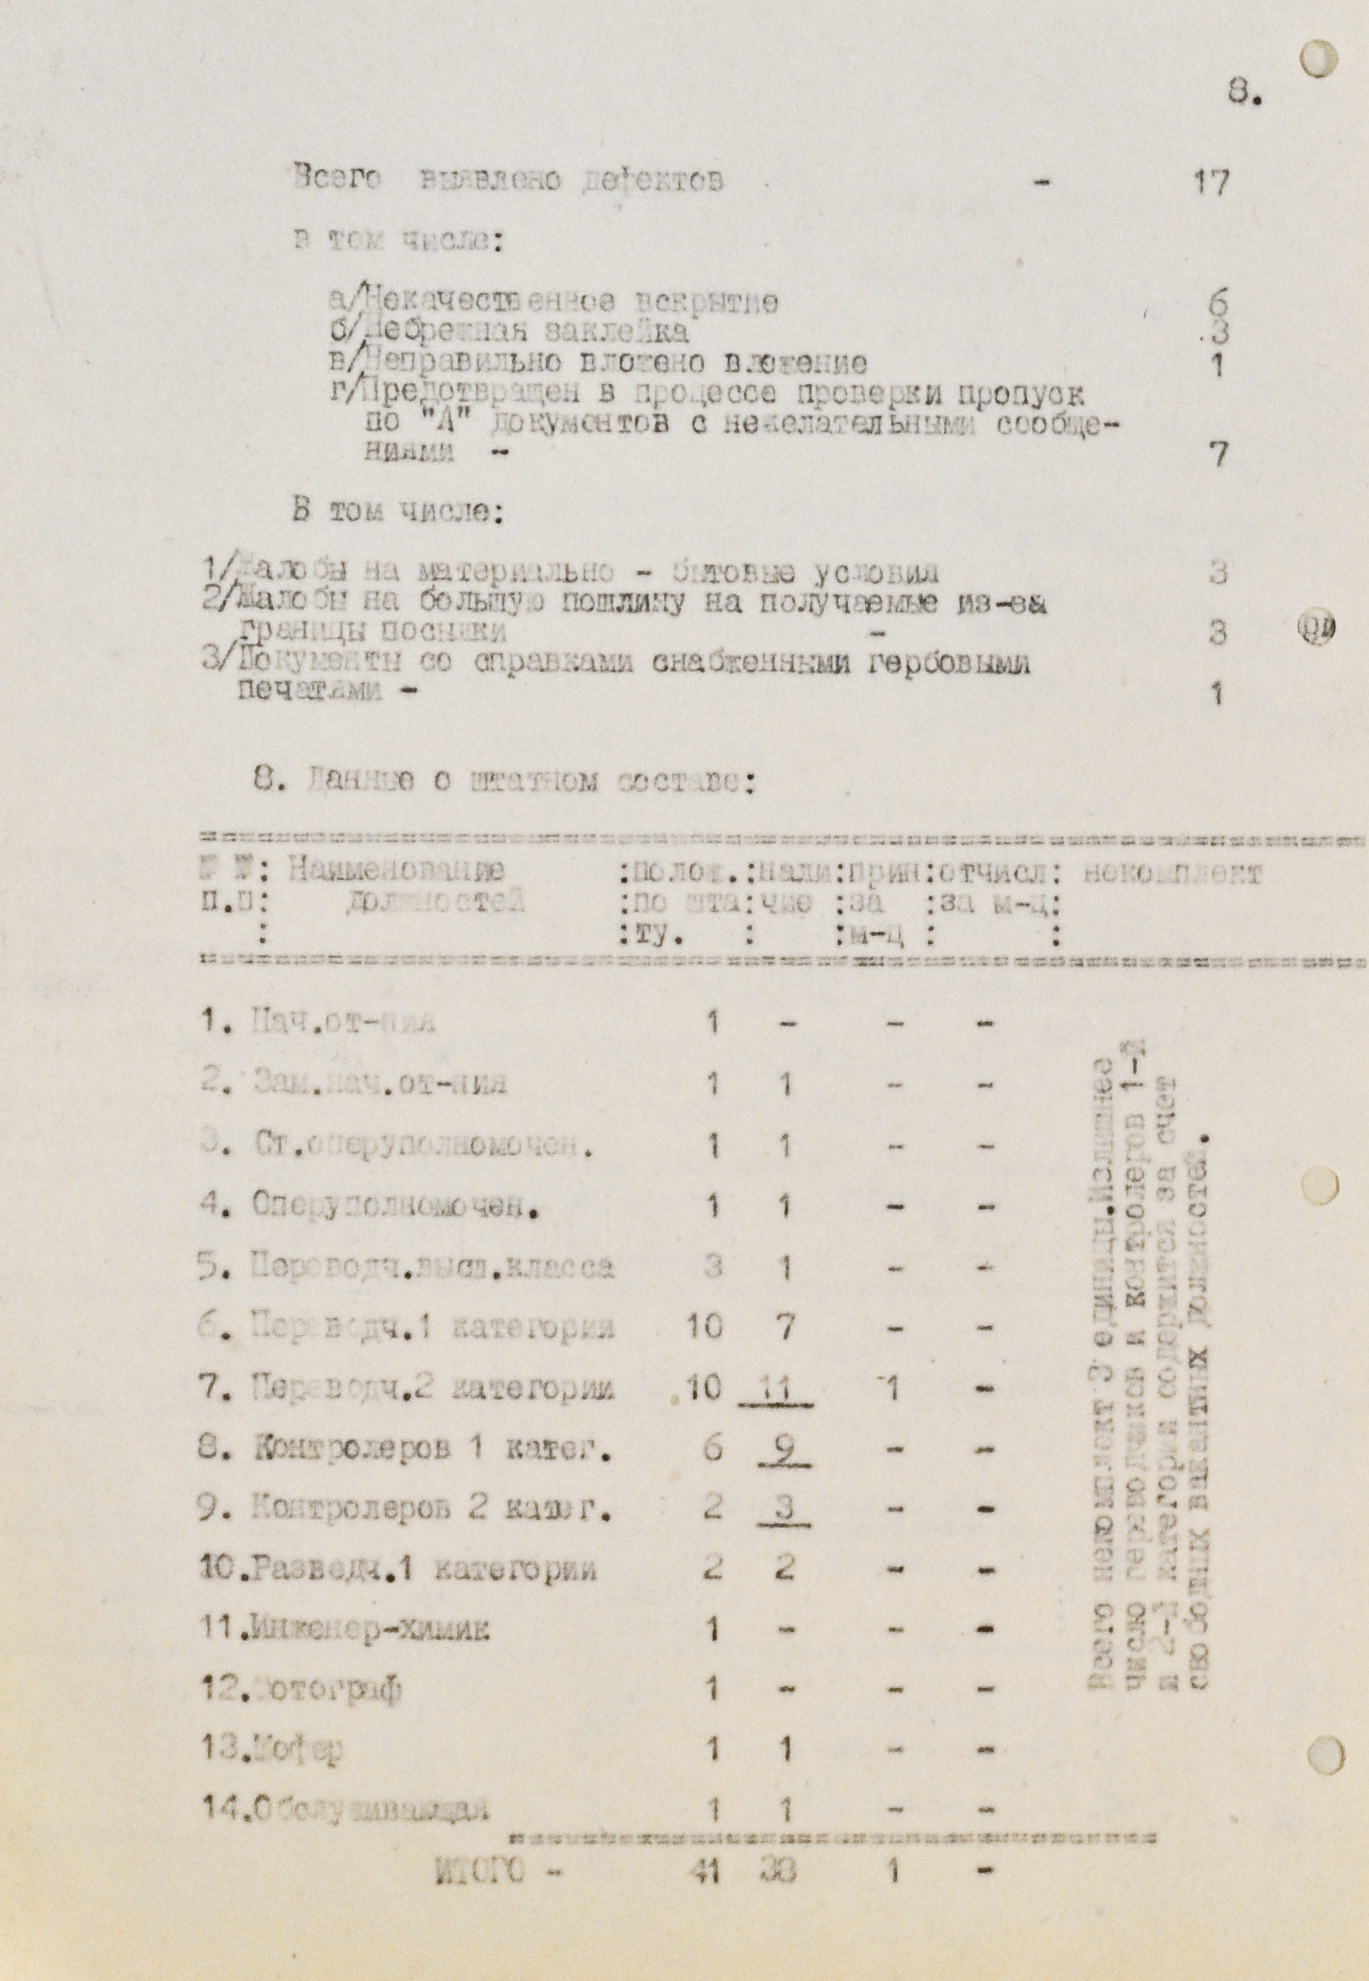 8.
Всего выявлено дефектов - 17
в том числе:
а/Некачественное вскрытие 6
б/Небрежная заклейка 3
в/Неправильно вложено вложение 1
г/Предотвращен в процессе проверки пропуск
по "А" документов с нежелательными сообще-
ниями - 7
В том числе:
1/Жалобы на материально - бытовые условия 3
2/Жалобы на большую пошлину на получаемые из-за
границы посылки - 3
3/Документы со справками снабженными гербовыми
печатями - 1
8. Данные о штатном составе:
№ №: Наименование :полож.:нали:прин:отчисл: некомплект
п.п: должностей :по шта:чие :за :за м-ц:
: :ту. : :м-ц : :
1. Нач.от-ния 1 - - -
2. Зам.нач.от-ния 1 1 - -
3. Ст.оперуполномочен. 1 1 - -
4. Оперуполномочен. 1 1 - -
5. Переводч.высш.класса 3 1 - -
6. Переводч.1 категории 10 7 - -
7. Переводч.2 категории 10 11 1 -
8. Контролеров 1 катег. 6 9 - -
9. Контролеров 2 катег. 2 3 - -
10.Разведч.1 категории 2 2 - -
11.Инженер-химик 1 - - -
12.Фотограф 1 - - -
13.Шофер 1 1 - -
14.Обслуживающая 1 1 - -
ИТОГО - 41 38 1 -
Всего некомплект 3 единицы.Излишнее
число переводчиков и контролеров 1-й
и 2-й категории содержится за счет
свободных вакантных должностей.